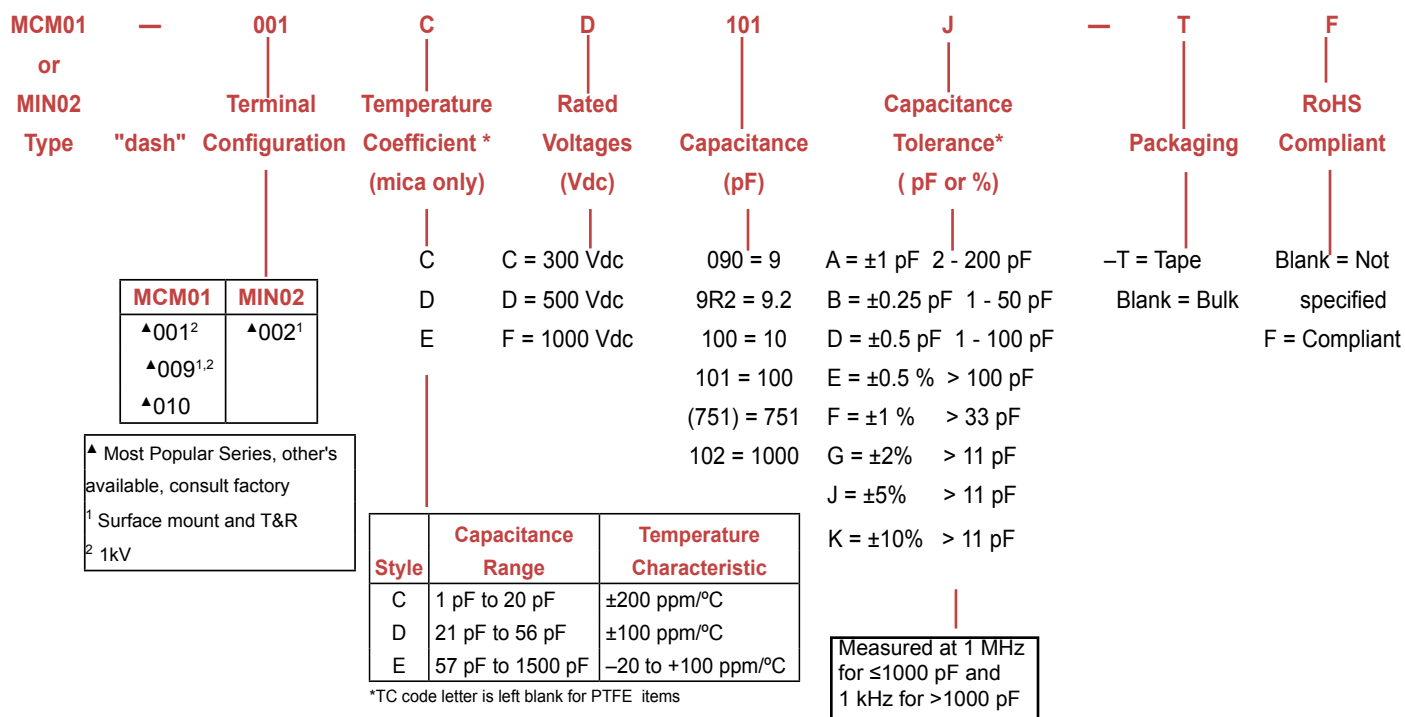 MCM01 — 001 C D 101 J — T F
or
MIN02 Terminal Temperature Rated Capacitance RoHS
Type "dash" Configuration Coefficient * Voltages Capacitance Tolerance* Packaging Compliant
(mica only) (Vdc) (pF) ( pF or %)
C C = 300 Vdc 090 = 9 A = ±1 pF 2 - 200 pF –T = Tape Blank = Not
D D = 500 Vdc 9R2 = 9.2 B = ±0.25 pF 1 - 50 pF Blank = Bulk specified
E F = 1000 Vdc 100 = 10 D = ±0.5 pF 1 - 100 pF F = Compliant
101 = 100 E = ±0.5 % > 100 pF
(751) = 751 F = ±1 % > 33 pF
102 = 1000 G = ±2% > 11 pF
J = ±5% > 11 pF
K = ±10% > 11 pF
MCM01 MIN02
▲001² ▲002¹
▲009¹,²
▲010
▲ Most Popular Series, other's
available, consult factory
¹ Surface mount and T&R
² 1kV
Capacitance Temperature
Style Range Characteristic
C 1 pF to 20 pF ±200 ppm/ºC
D 21 pF to 56 pF ±100 ppm/ºC
E 57 pF to 1500 pF –20 to +100 ppm/ºC
*TC code letter is left blank for PTFE items
Measured at 1 MHz
for ≤1000 pF and
1 kHz for >1000 pF